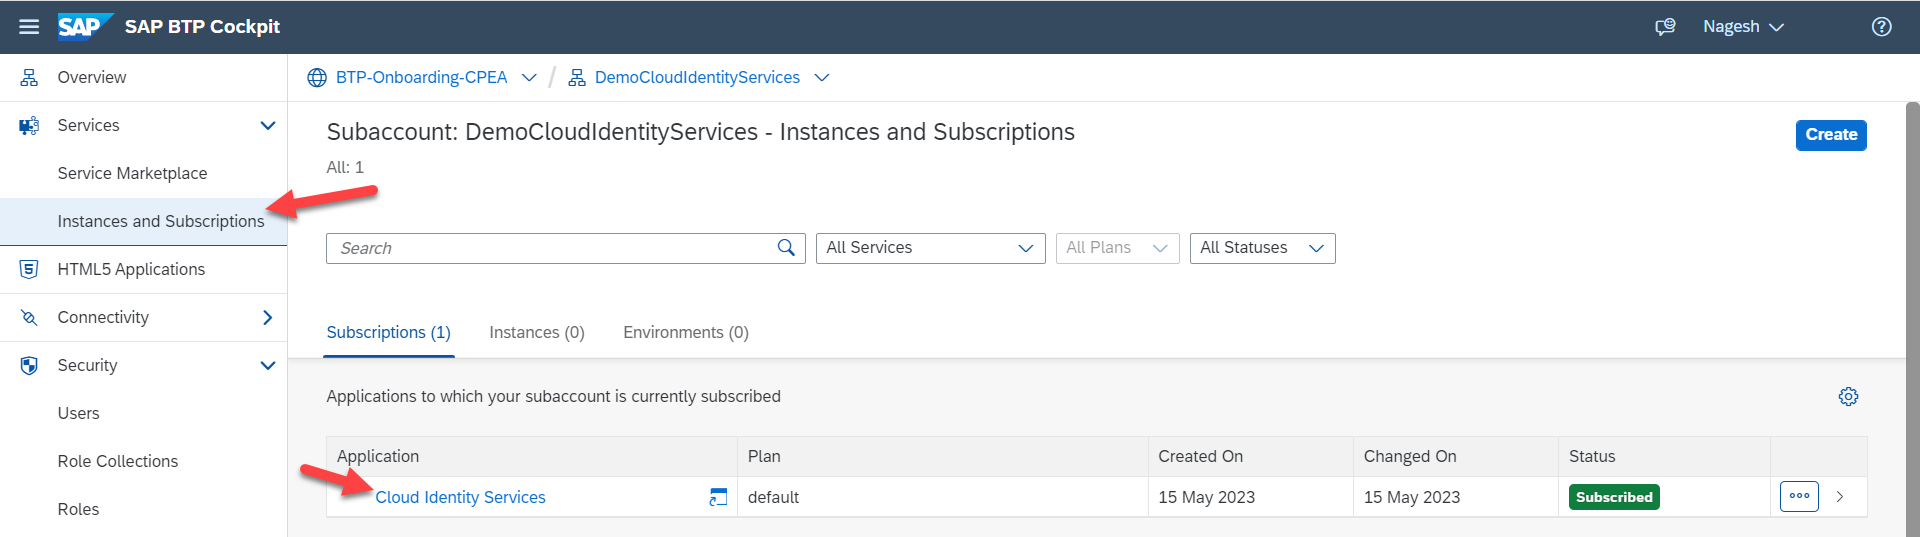 SAP SAP BTP Cockpit Nagesh
Overview
Services
Service Marketplace
Instances and Subscriptions
HTML5 Applications
Connectivity
Security
Users
Role Collections
Roles
BTP-Onboarding-CPEA / DemoCloudIdentityServices
Subaccount: DemoCloudIdentityServices - Instances and Subscriptions
Create
All: 1
Search All Services All Plans All Statuses
Subscriptions (1) Instances (0) Environments (0)
Applications to which your subaccount is currently subscribed
Application Plan Created On Changed On Status
Cloud Identity Services default 15 May 2023 15 May 2023 Subscribed